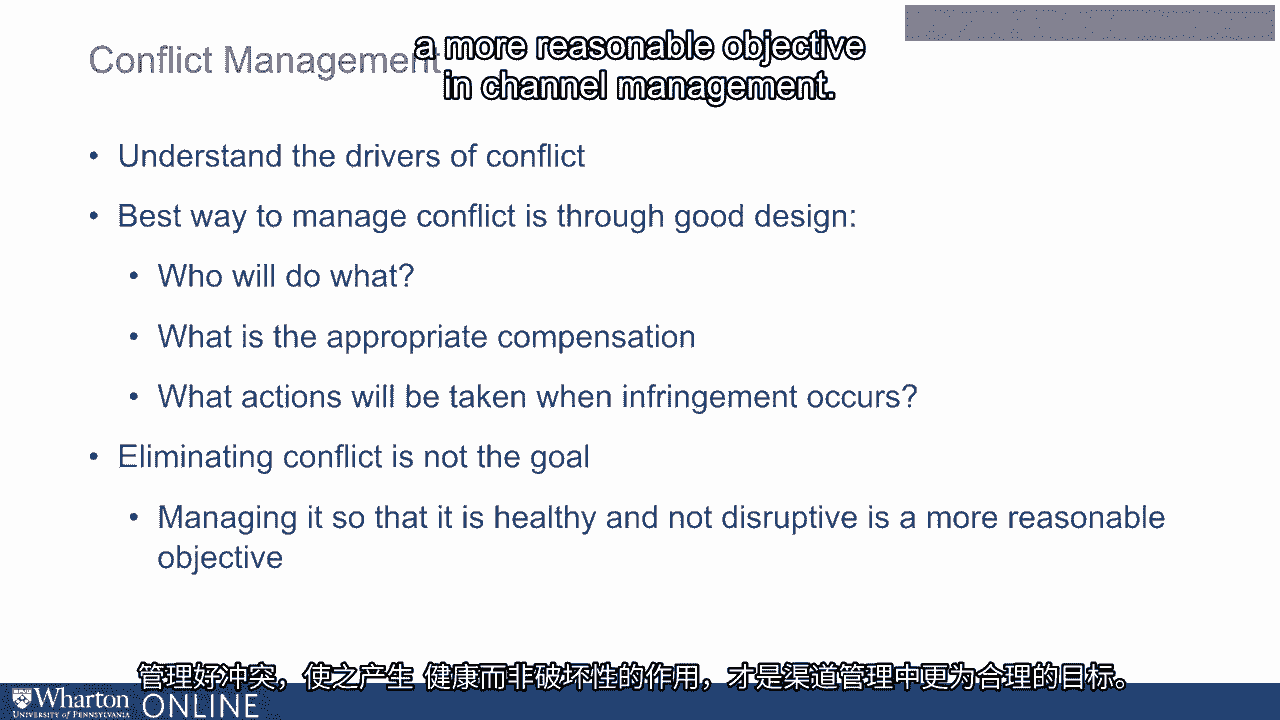 a more reasonable objective
in channel management.
Conflict Management
• Understand the drivers of conflict
• Best way to manage conflict is through good design:
• Who will do what?
• What is the appropriate compensation
• What actions will be taken when infringement occurs?
• Eliminating conflict is not the goal
• Managing it so that it is healthy and not disruptive is a more reasonable
objective
管理好冲突，使之产生 健康而非破坏性的作用，才是渠道管理中更为合理的目标。
Wharton
UNIVERSITY of PENNSYLVANIA
ONLINE